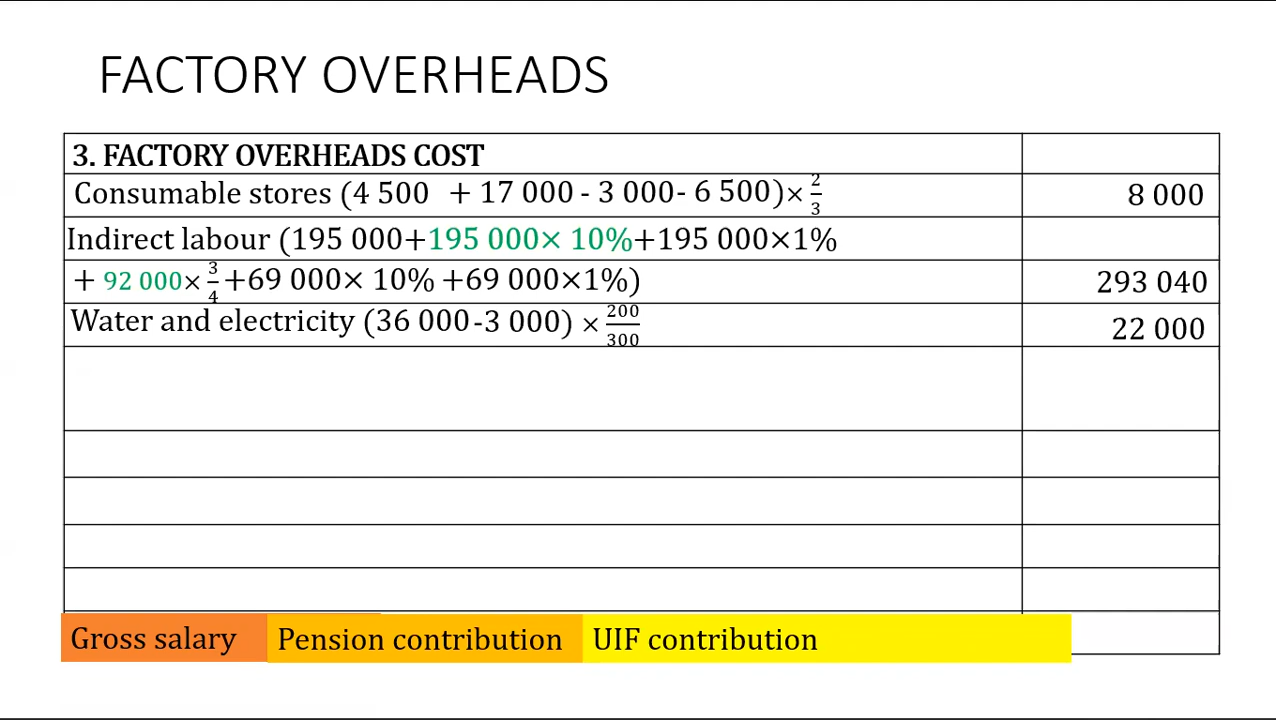 FACTORY OVERHEADS
3. FACTORY OVERHEADS COST
Consumable stores (4 500 + 17 000 - 3 000- 6 500)× 2/3 8 000
Indirect labour (195 000+195 000× 10%+195 000×1%
+ 92 000× 3/4 +69 000× 10% +69 000×1%) 293 040
Water and electricity (36 000-3 000) × 200/300 22 000
Gross salary Pension contribution UIF contribution